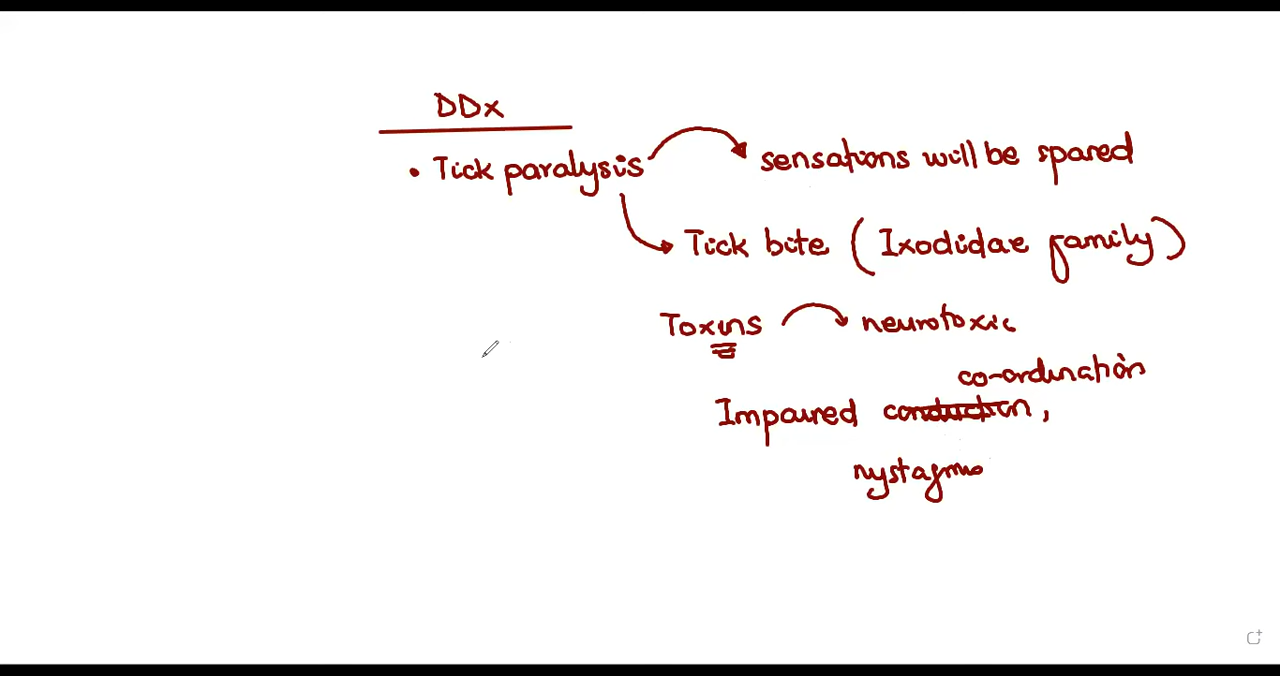 DDx
• Tick paralysis
sensations will be spared
Tick bite (Ixodidae family)
Toxins
neurotoxic
co-ordination
Impaired conduction,
nystagmus